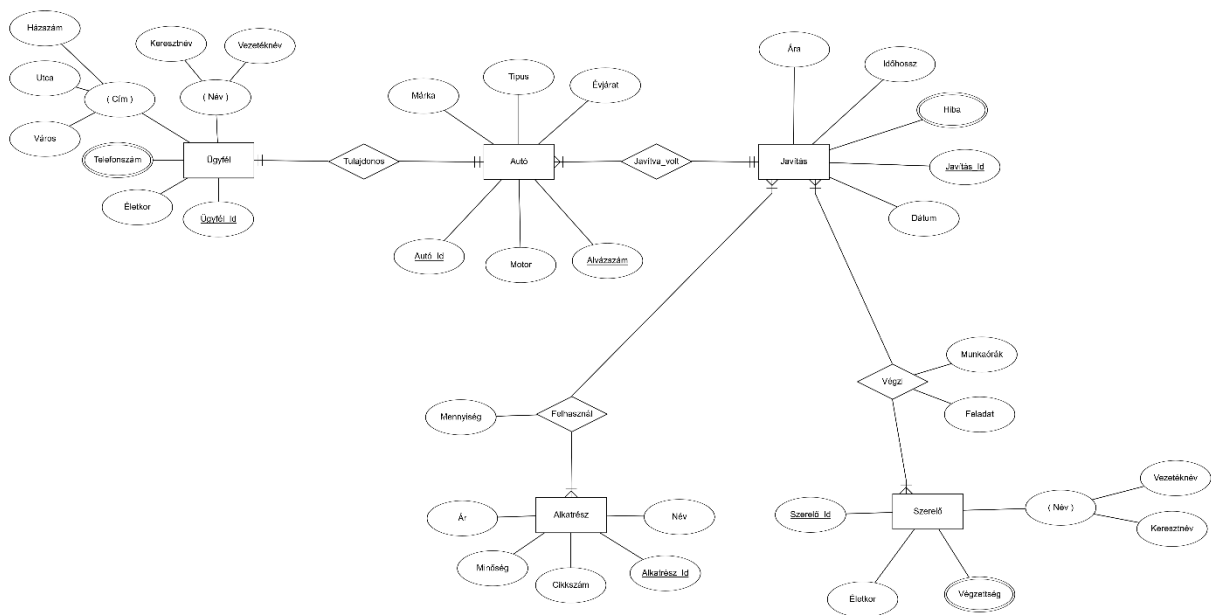 Házazám
Keresztnév
Vezetéknév
Utca
( Cím )
( Név )
Város
Telefonszám
Ügyfél
Életkor
Ügyfél_Id
Tulajdonos
Márka
Tipus
Évjárat
Autó
Autó_Id
Motor
Alvázszám
Javítva_volt
Ára
Időhossz
Hiba
Javítás
Javítás_Id
Dátum
Mennyiség
Felhasznál
Végzi
Munkaórák
Feladat
Ár
Alkatrész
Név
Minőség
Cikkszám
Alkatrész_Id
Szerelő_Id
Szerelő
( Név )
Vezetéknév
Keresztnév
Életkor
Végzettség